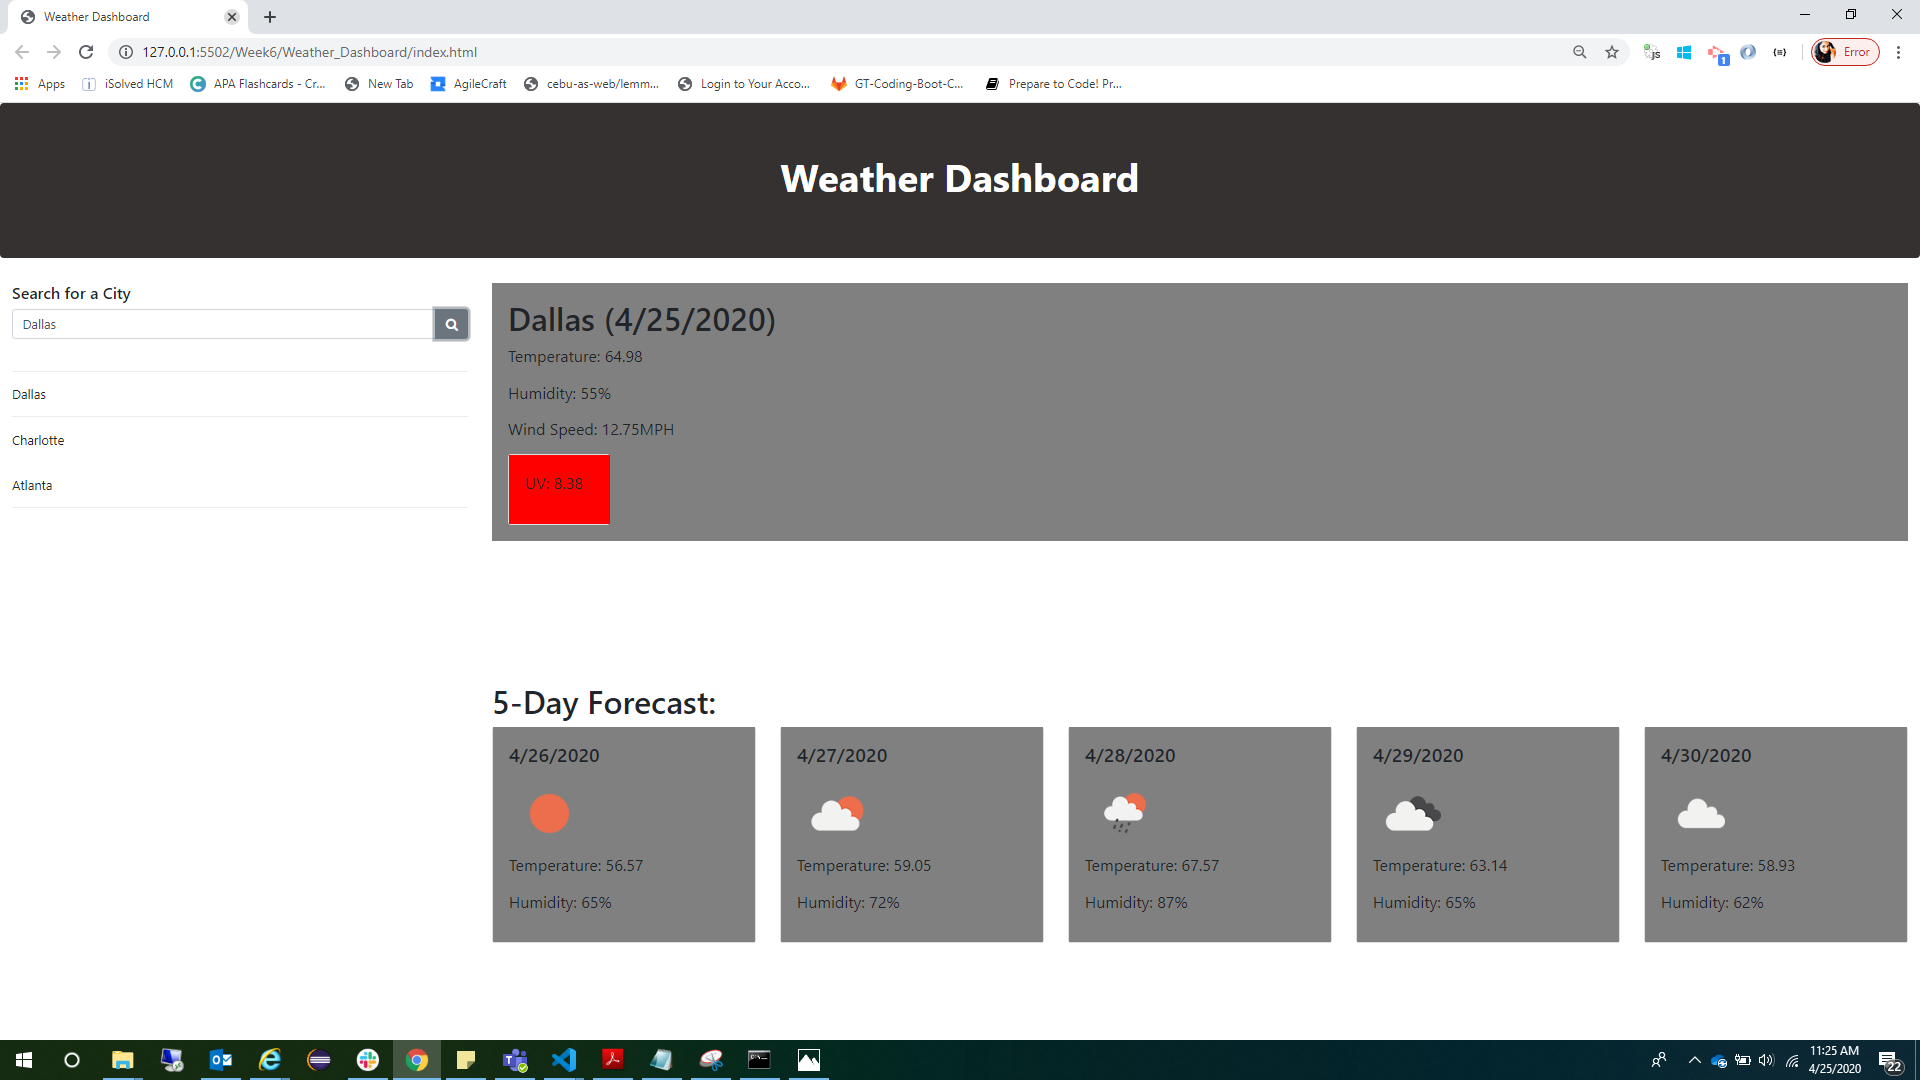 Weather Dashboard
127.0.0.1:5502/Week6/Weather_Dashboard/index.html
JS
1
Error
Apps
iSolved HCM
APA Flashcards - Cr...
New Tab
AgileCraft
cebu-as-web/lemm...
Login to Your Acco...
GT-Coding-Boot-C...
Prepare to Code! Pr...
Weather Dashboard
Search for a City
Dallas
Dallas
Charlotte
Atlanta
Dallas (4/25/2020)
Temperature: 64.98
Humidity: 55%
Wind Speed: 12.75MPH
UV: 8.38
5-Day Forecast:
4/26/2020
Temperature: 56.57
Humidity: 65%
4/27/2020
Temperature: 59.05
Humidity: 72%
4/28/2020
Temperature: 67.57
Humidity: 87%
4/29/2020
Temperature: 63.14
Humidity: 65%
4/30/2020
Temperature: 58.93
Humidity: 62%
11:25 AM
4/25/2020
22